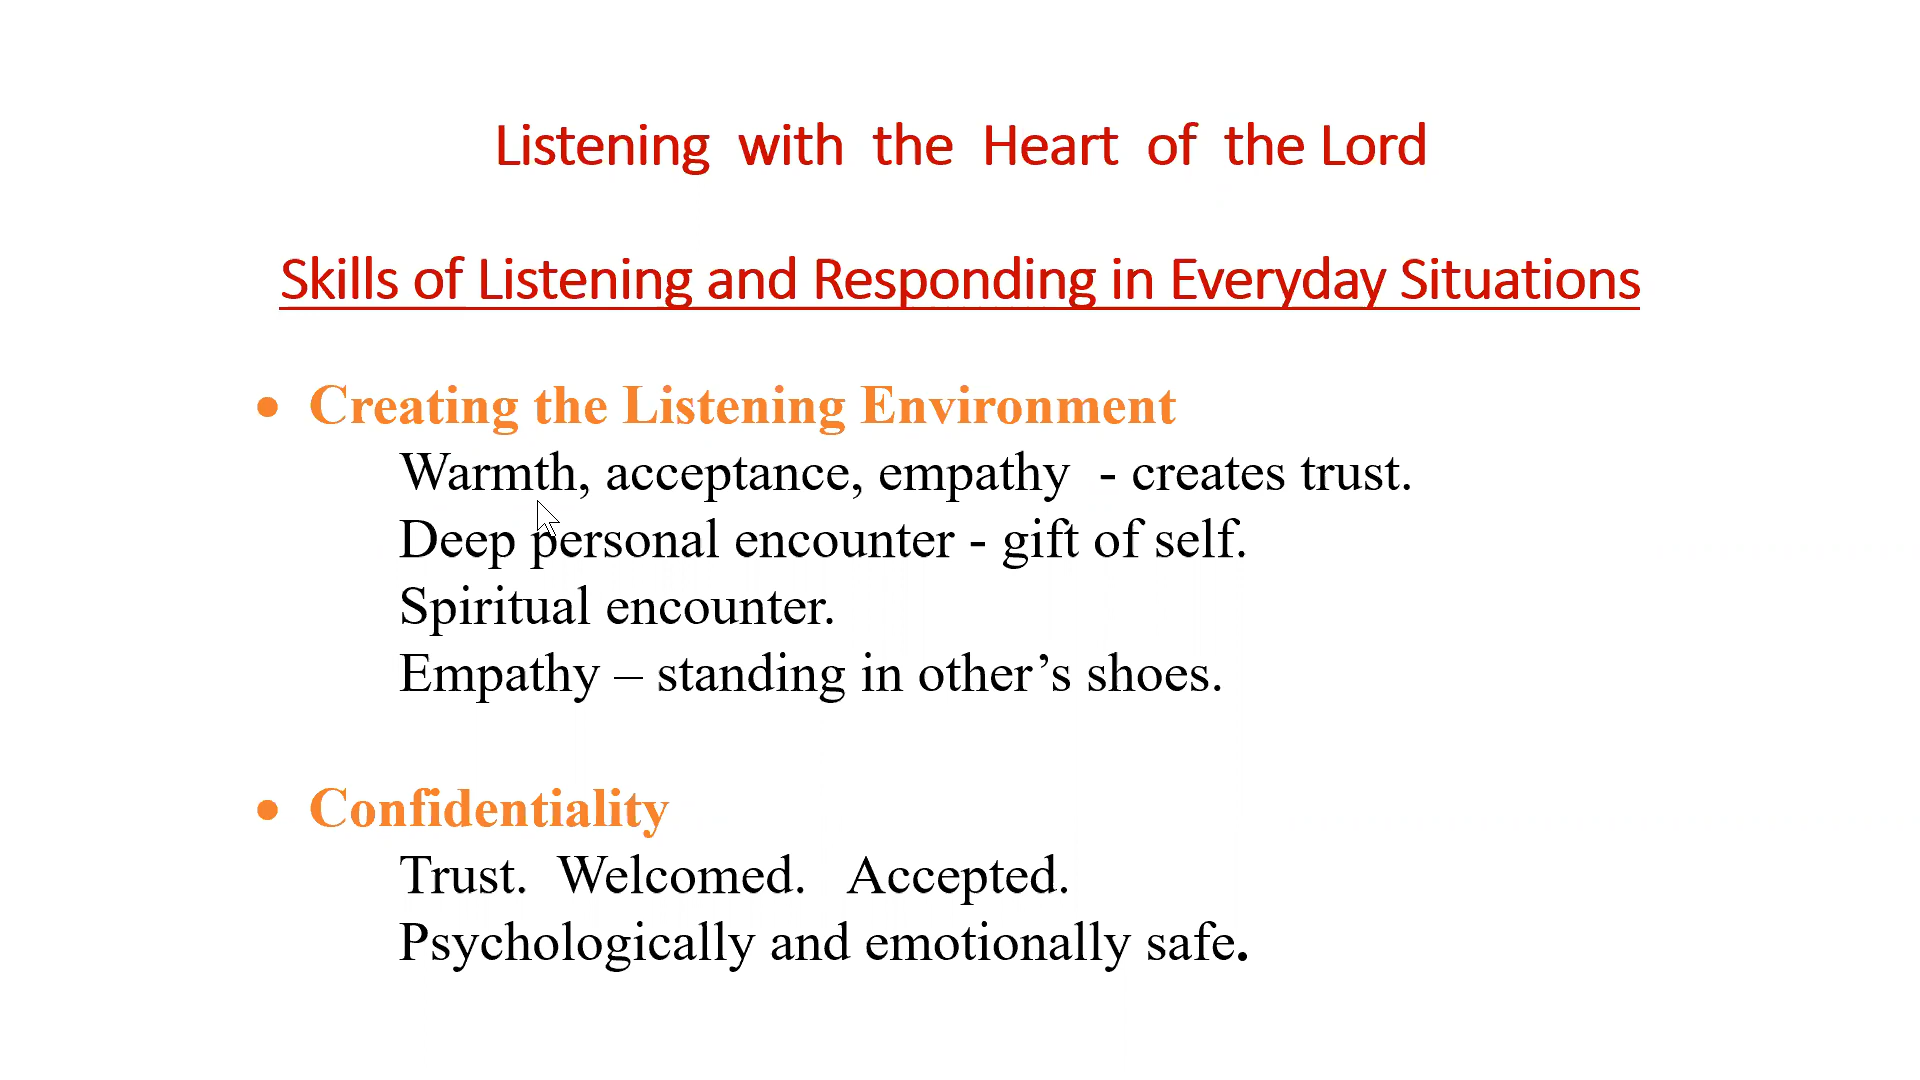 Listening with the Heart of the Lord
Skills of Listening and Responding in Everyday Situations
• Creating the Listening Environment
Warmth, acceptance, empathy - creates trust.
Deep personal encounter - gift of self.
Spiritual encounter.
Empathy – standing in other’s shoes.
• Confidentiality
Trust. Welcomed. Accepted.
Psychologically and emotionally safe.